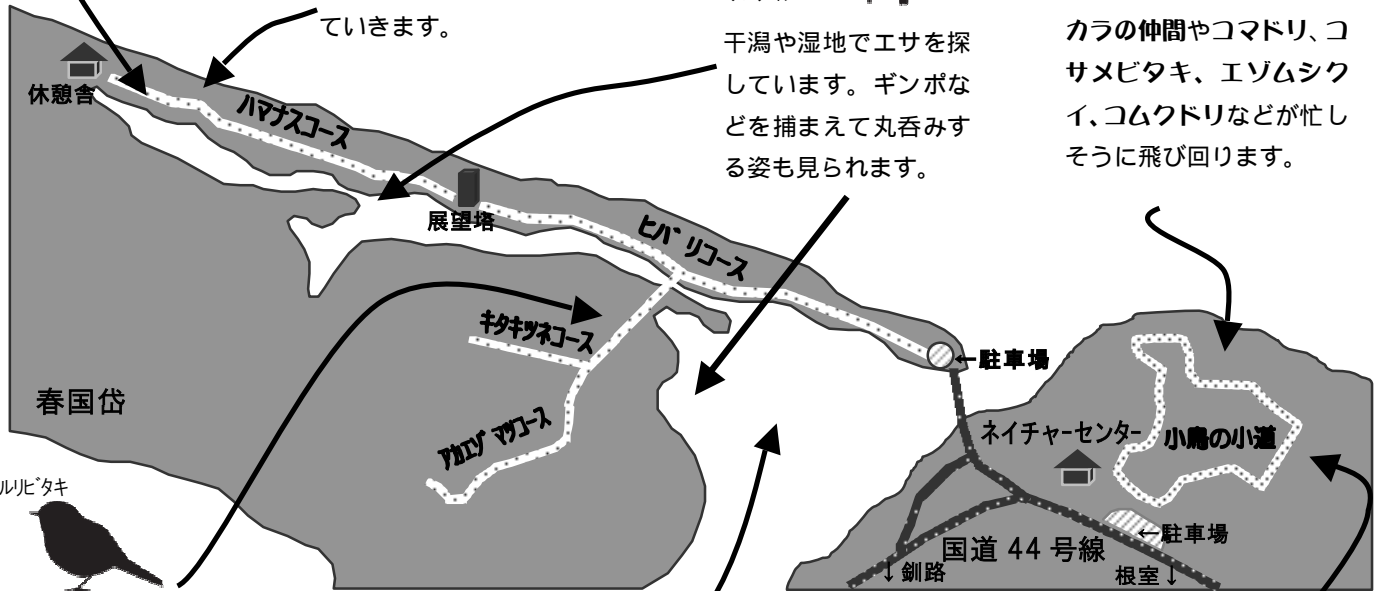 ていきます。
干潟や湿地でエサを探
しています。ギンポな
どを捕まえて丸呑みす
る姿も見られます。
カラの仲間やコマドリ、コ
サメビタキ、エゾムシク
イ、コムクドリなどが忙し
そうに飛び回ります。
休憩舎
ハマナスコース
展望塔
ヒバリコース
キタキツネコース
←駐車場
春国岱
アカエゾマツコース
ネイチャーセンター
小鳥の小道
ルリビタキ
←駐車場
国道 44 号線
↓釧路
根室↓